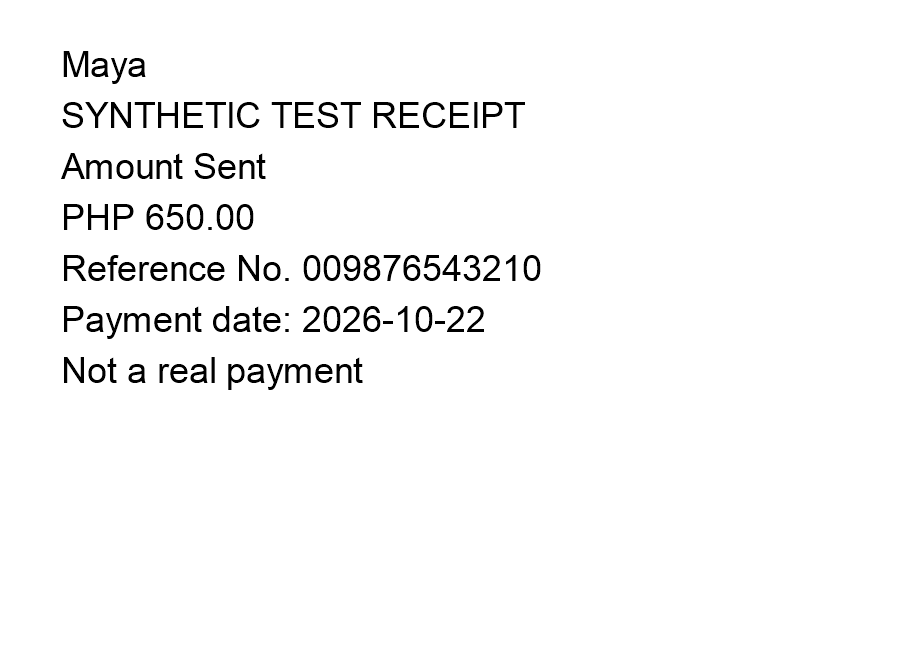 Maya
SYNTHETIC TEST RECEIPT
Amount Sent
PHP 650.00
Reference No. 009876543210
Payment date: 2026-10-22
Not a real payment